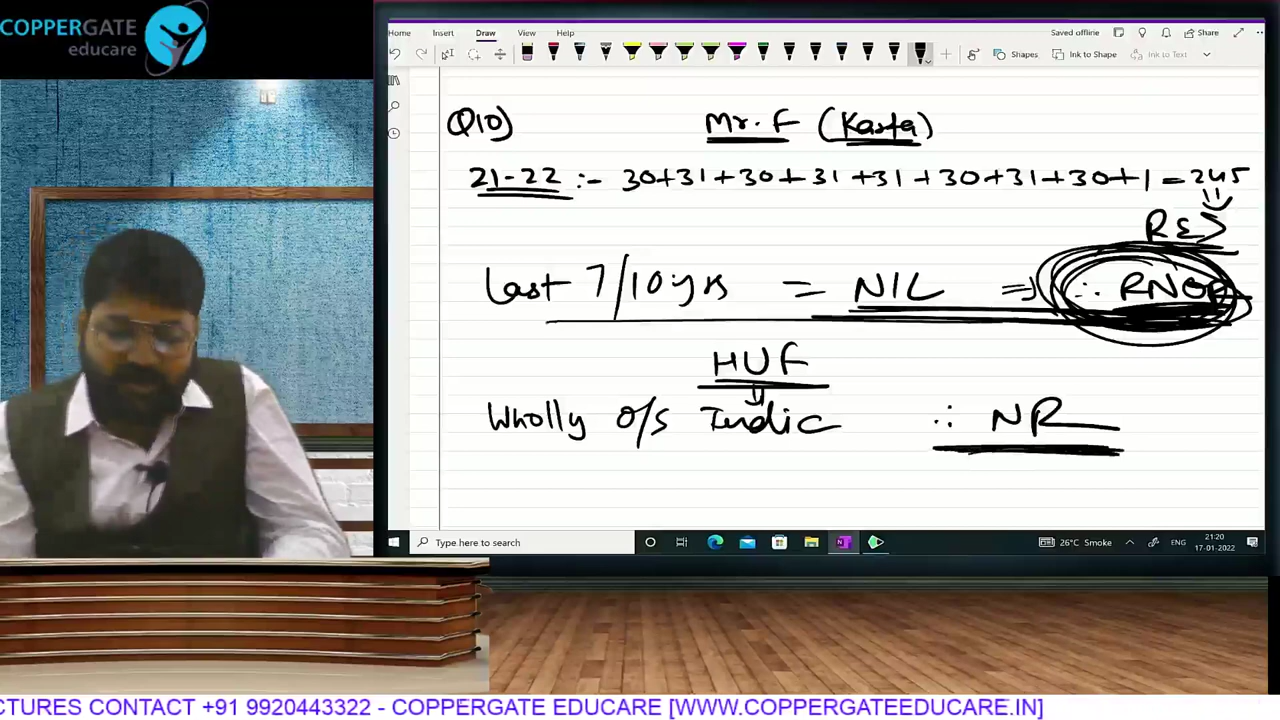 COPPERGATE
educare
Home Insert Draw View Help
Saved offline
Share
Shapes
Ink to Shape
Ink to Text
Q10) Mr. F (Karta)
21-22 :- 30+31+30+31+31+30+31+30+1=245
RES
Last 7/10 yrs = NIL ⇒ ∴ RNOR
HUF
Wholly o/s India ∴ NR
Type here to search
26°C Smoke
ENG
21:20
17-01-2022
CTURES CONTACT +91 9920443322 - COPPERGATE EDUCARE [WWW.COPPERGATEEDUCARE.IN]